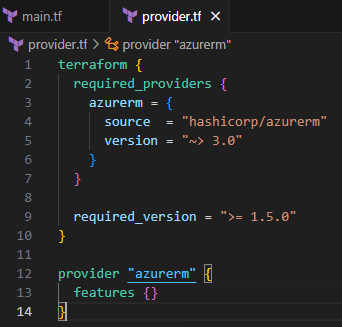 main.tf provider.tf ×
provider.tf > provider "azurerm"
1 terraform {
2   required_providers {
3     azurerm = {
4       source  = "hashicorp/azurerm"
5       version = "~> 3.0"
6     }
7   }
8
9   required_version = ">= 1.5.0"
10 }
11
12 provider "azurerm" {
13   features {}
14 }